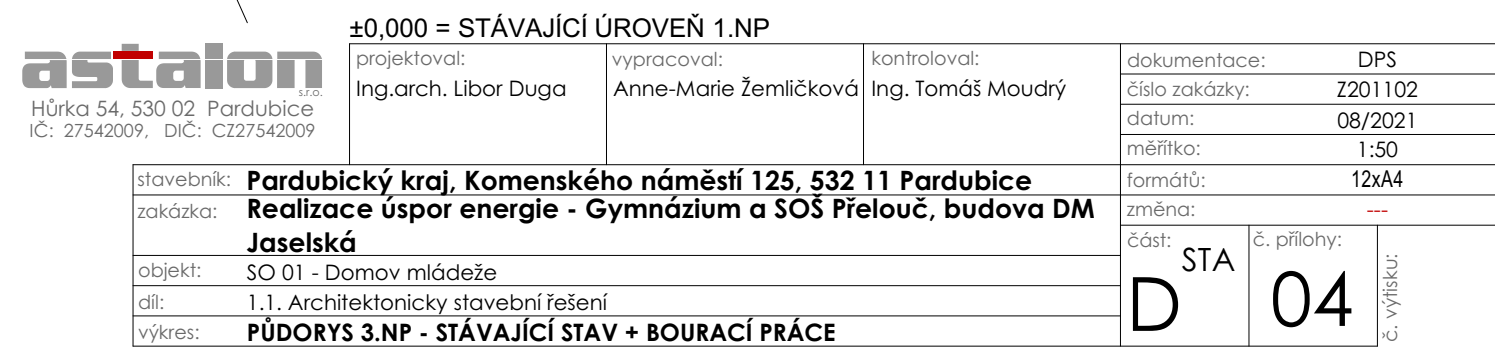 ±0,000 = STÁVAJÍCÍ ÚROVEŇ 1.NP
astalon
s.r.o.
Hůrka 54, 530 02 Pardubice
IČ: 27542009, DIČ: CZ27542009
projektoval:
Ing.arch. Libor Duga
vypracoval:
Anne-Marie Žemličková
kontroloval:
Ing. Tomáš Moudrý
dokumentace: DPS
číslo zakázky: Z201102
datum: 08/2021
měřítko: 1:50
formátů: 12xA4
změna: ---
stavebník: Pardubický kraj, Komenského náměstí 125, 532 11 Pardubice
zakázka: Realizace úspor energie - Gymnázium a SOŠ Přelouč, budova DM
Jaselská
objekt: SO 01 - Domov mládeže
díl: 1.1. Architektonicky stavební řešení
výkres: PŮDORYS 3.NP - STÁVAJÍCÍ STAV + BOURACÍ PRÁCE
část:
D STA
č. přílohy:
04
č. výtisku: